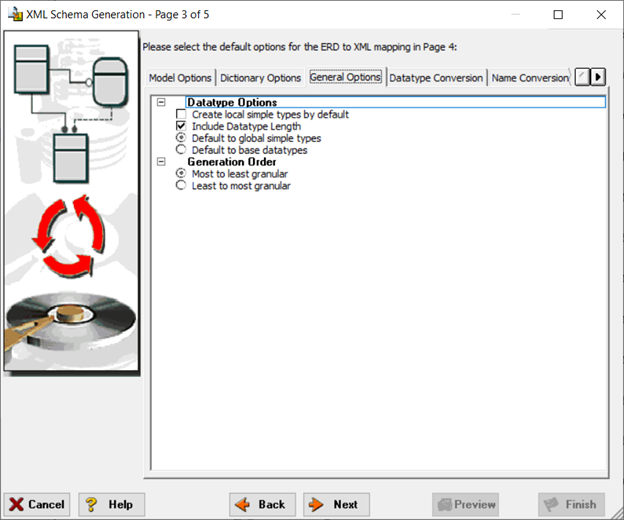 XML Schema Generation - Page 3 of 5
Please select the default options for the ERD to XML mapping in Page 4:
Model Options Dictionary Options General Options Datatype Conversion Name Conversion
Datatype Options
Create local simple types by default
Include Datatype Length
Default to global simple types
Default to base datatypes
Generation Order
Most to least granular
Least to most granular
Cancel ? Help Back Next Preview Finish